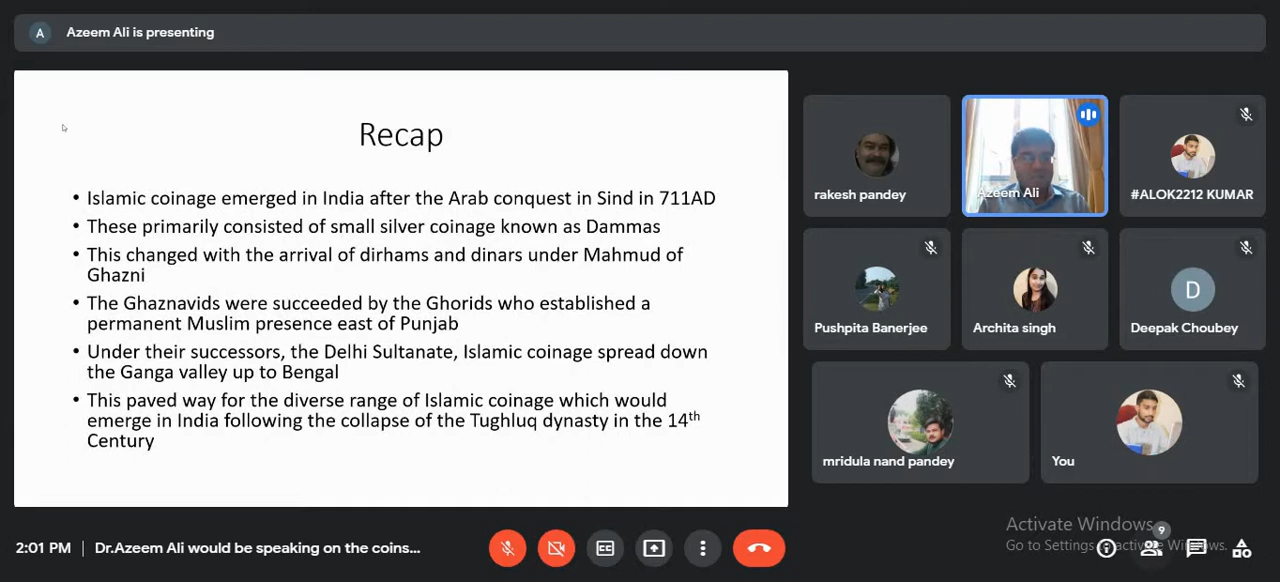 A
Azeem Ali is presenting
Recap
• Islamic coinage emerged in India after the Arab conquest in Sind in 711AD
• These primarily consisted of small silver coinage known as Dammas
• This changed with the arrival of dirhams and dinars under Mahmud of
Ghazni
• The Ghaznavids were succeeded by the Ghorids who established a
permanent Muslim presence east of Punjab
• Under their successors, the Delhi Sultanate, Islamic coinage spread down
the Ganga valley up to Bengal
• This paved way for the diverse range of Islamic coinage which would
emerge in India following the collapse of the Tughluq dynasty in the 14th
Century
rakesh pandey
Azeem Ali
#ALOK2212 KUMAR
Pushpita Banerjee
Archita singh
D
Deepak Choubey
mridula nand pandey
You
Activate Windows
Go to Settings to activate Windows.
9
2:01 PM | Dr.Azeem Ali would be speaking on the coins...
CC